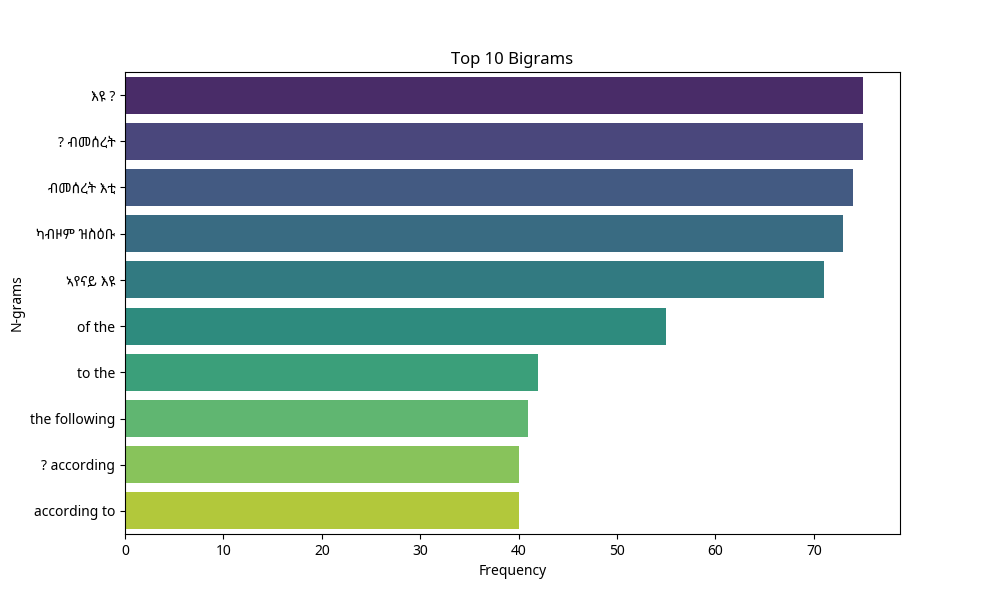 Top 10 Bigrams
እዩ ?
? ብመሰረት
ብመሰረት እቲ
ካብዞም ዝስዕቡ
ኣየናይ እዩ
of the
to the
the following
? according
according to
N-grams
0 10 20 30 40 50 60 70
Frequency